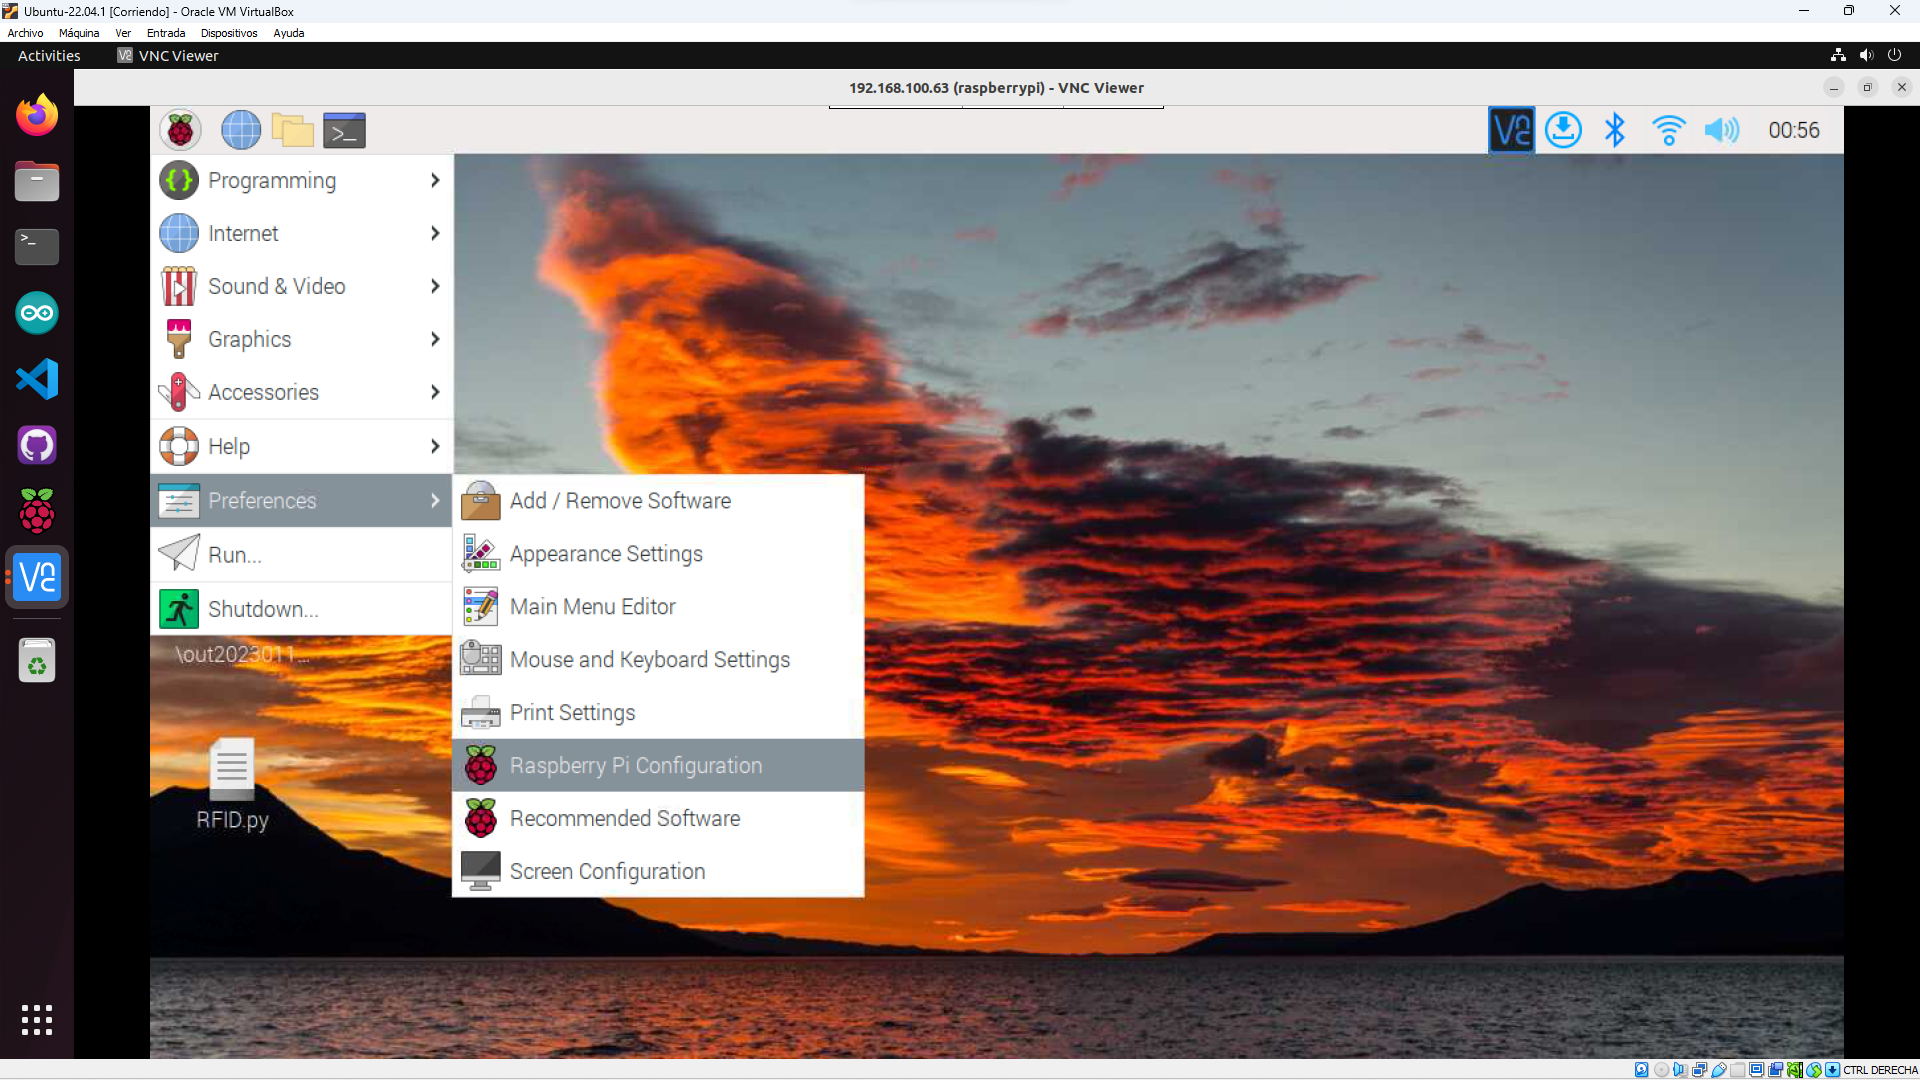 Ubuntu-22.04.1 [Corriendo] - Oracle VM VirtualBox
Archivo Máquina Ver Entrada Dispositivos Ayuda
Activities VNC Viewer
192.168.100.63 (raspberrypi) - VNC Viewer
00:56
Programming
Internet
Sound & Video
Graphics
Accessories
Help
Preferences
Run...
Shutdown...
Add / Remove Software
Appearance Settings
Main Menu Editor
Mouse and Keyboard Settings
Print Settings
Raspberry Pi Configuration
Recommended Software
Screen Configuration
\out2023011...
RFID.py
CTRL DERECHA